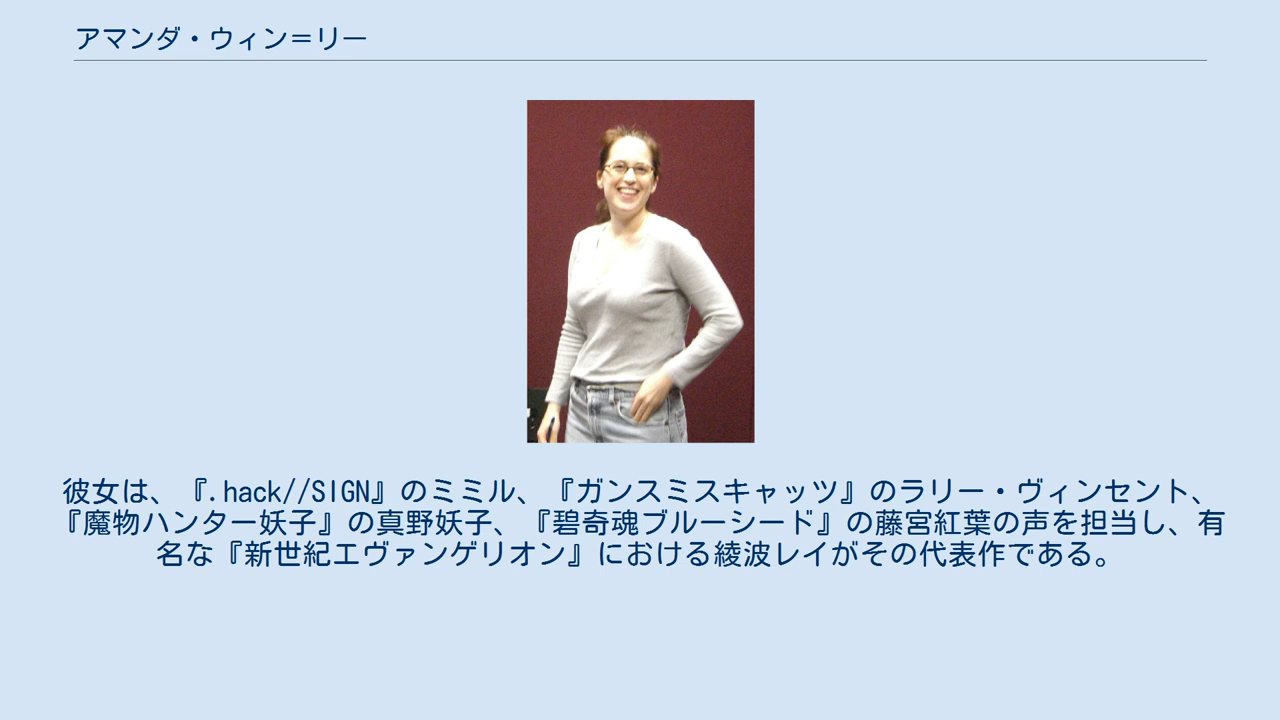 アマンダ・ウィン＝リー
彼女は、『.hack//SIGN』のミミル、『ガンスミスキャッツ』のラリー・ヴィンセント、
『魔物ハンター妖子』の真野妖子、『碧奇魂ブルーシード』の藤宮紅葉の声を担当し、有
名な『新世紀エヴァンゲリオン』における綾波レイがその代表作である。